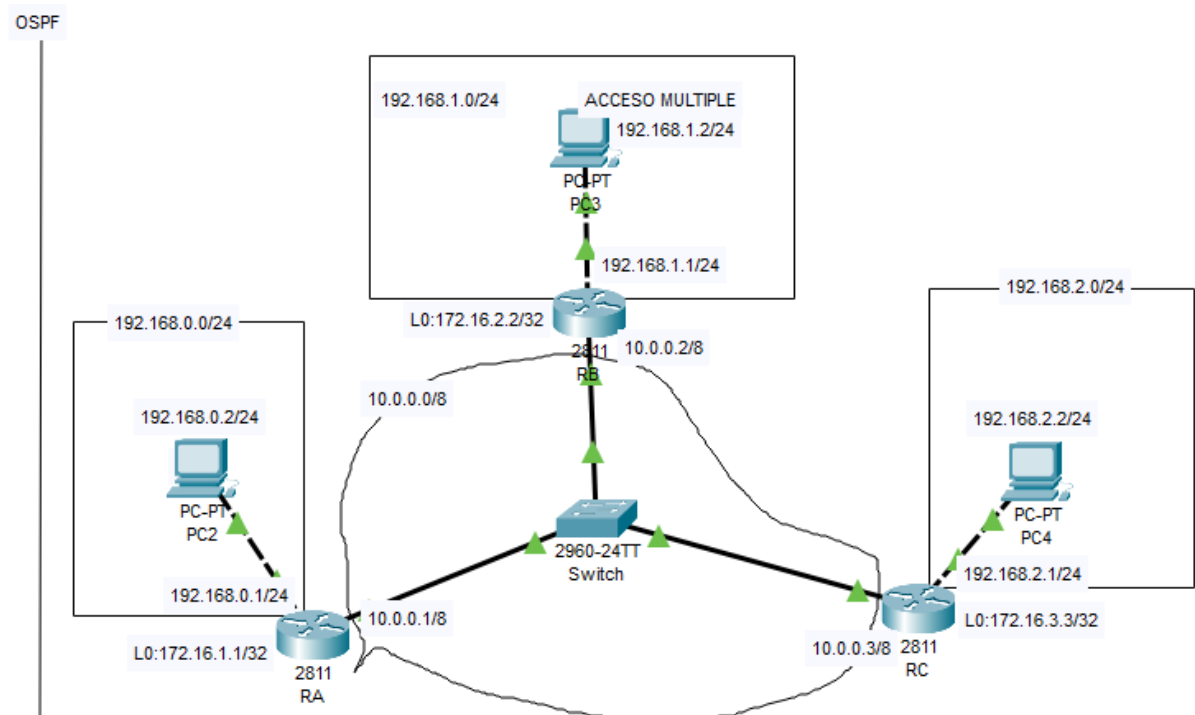 OSPF
192.168.1.0/24
ACCESO MULTIPLE
192.168.1.2/24
PC-PT
PC3
192.168.1.1/24
L0:172.16.2.2/32
2811
RB
10.0.0.2/8
192.168.2.0/24
192.168.0.0/24
10.0.0.0/8
192.168.0.2/24
PC-PT
PC2
192.168.2.2/24
PC-PT
PC4
2960-24TT
Switch
192.168.0.1/24
10.0.0.1/8
L0:172.16.1.1/32
2811
RA
192.168.2.1/24
L0:172.16.3.3/32
10.0.0.3/8
2811
RC